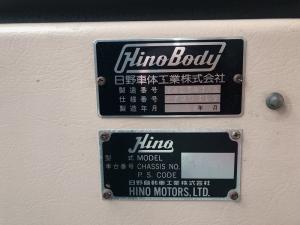 HinoBody
日野車体工業株式会社
製造番号
仕様番号
製造年月 年 月
Hino
型式 MODEL
車台番号 CHASSIS NO.
P. S. CODE
日野自動車工業株式会社
HINO MOTORS, LTD.